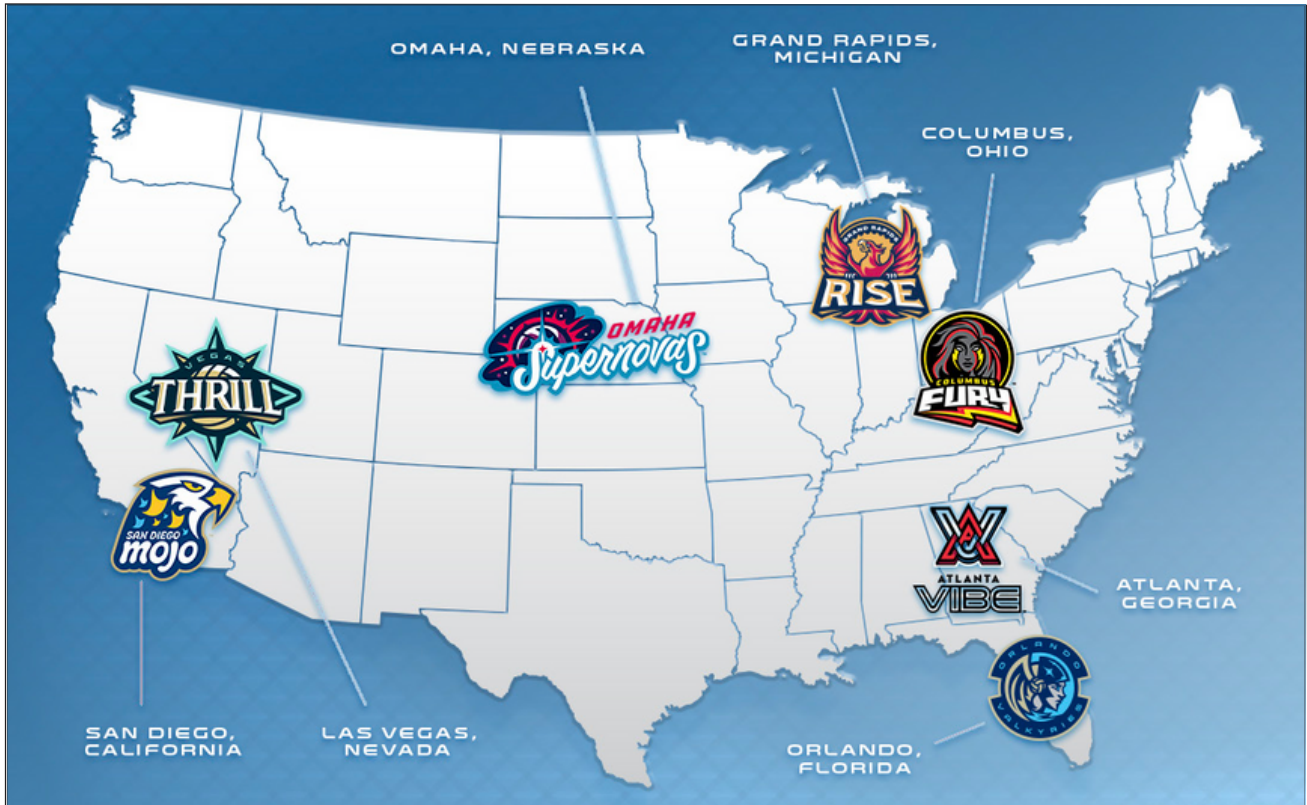 OMAHA, NEBRASKA
GRAND RAPIDS,
MICHIGAN
COLUMBUS,
OHIO
GRAND RAPIDS
RISE
OMAHA
Supernovas
VEGAS
THRILL
COLUMBUS
FURY
SAN DIEGO
mojo
ATLANTA
VIBE
ATLANTA,
GEORGIA
ORLANDO
VALKYRIES
SAN DIEGO,
CALIFORNIA
LAS VEGAS,
NEVADA
ORLANDO,
FLORIDA